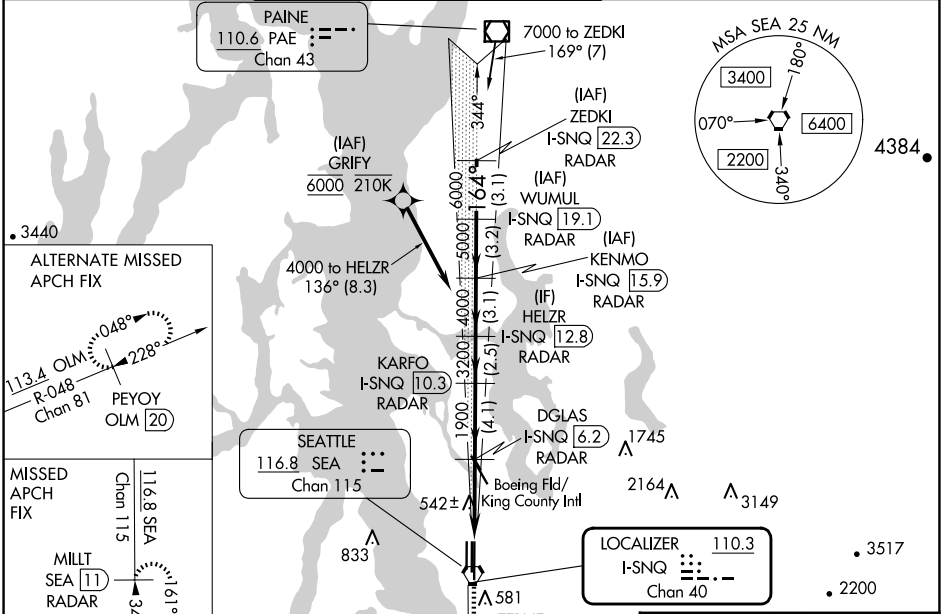 PAINE
110.6 PAE
Chan 43
7000 to ZEDKI
169° (7)
MSA SEA 25 NM
180°
3400
070°
6400
2200
340°
4384
344°
(IAF)
ZEDKI
I-SNQ 22.3
RADAR
(IAF)
GRIFY
6000 210K
6000
164°
(3.1)
(IAF)
WUMUL
I-SNQ 19.1
RADAR
3440
5000
(3.2)
(IAF)
KENMO
I-SNQ 15.9
RADAR
4000 to HELZR
136° (8.3)
4000
(3.1)
(IF)
HELZR
I-SNQ 12.8
RADAR
ALTERNATE MISSED
APCH FIX
048°
228°
113.4 OLM
R-048
Chan 81
PEYOY
OLM 20
3200
(2.5)
KARFO
I-SNQ 10.3
RADAR
1900
(4.1)
DGLAS
I-SNQ 6.2
RADAR
1745
SEATTLE
116.8 SEA
Chan 115
Boeing Fld/
King County Intl
542±
2164
3149
833
MISSED
APCH
FIX
116.8 SEA
Chan 115
MILLT
SEA 11
RADAR
161°
LOCALIZER 110.3
I-SNQ
Chan 40
3517
2200
581